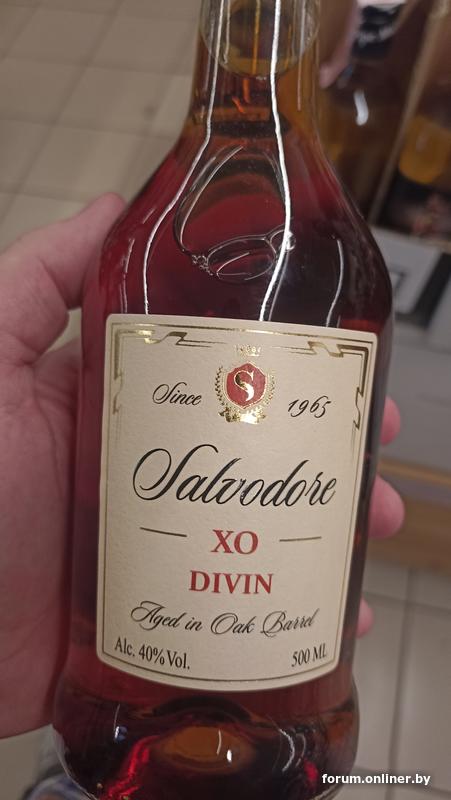 S
Since 1965
Salvodore
XO
DIVIN
Aged in Oak Barrel
Alc. 40% Vol. 500 ML
forum.onliner.by